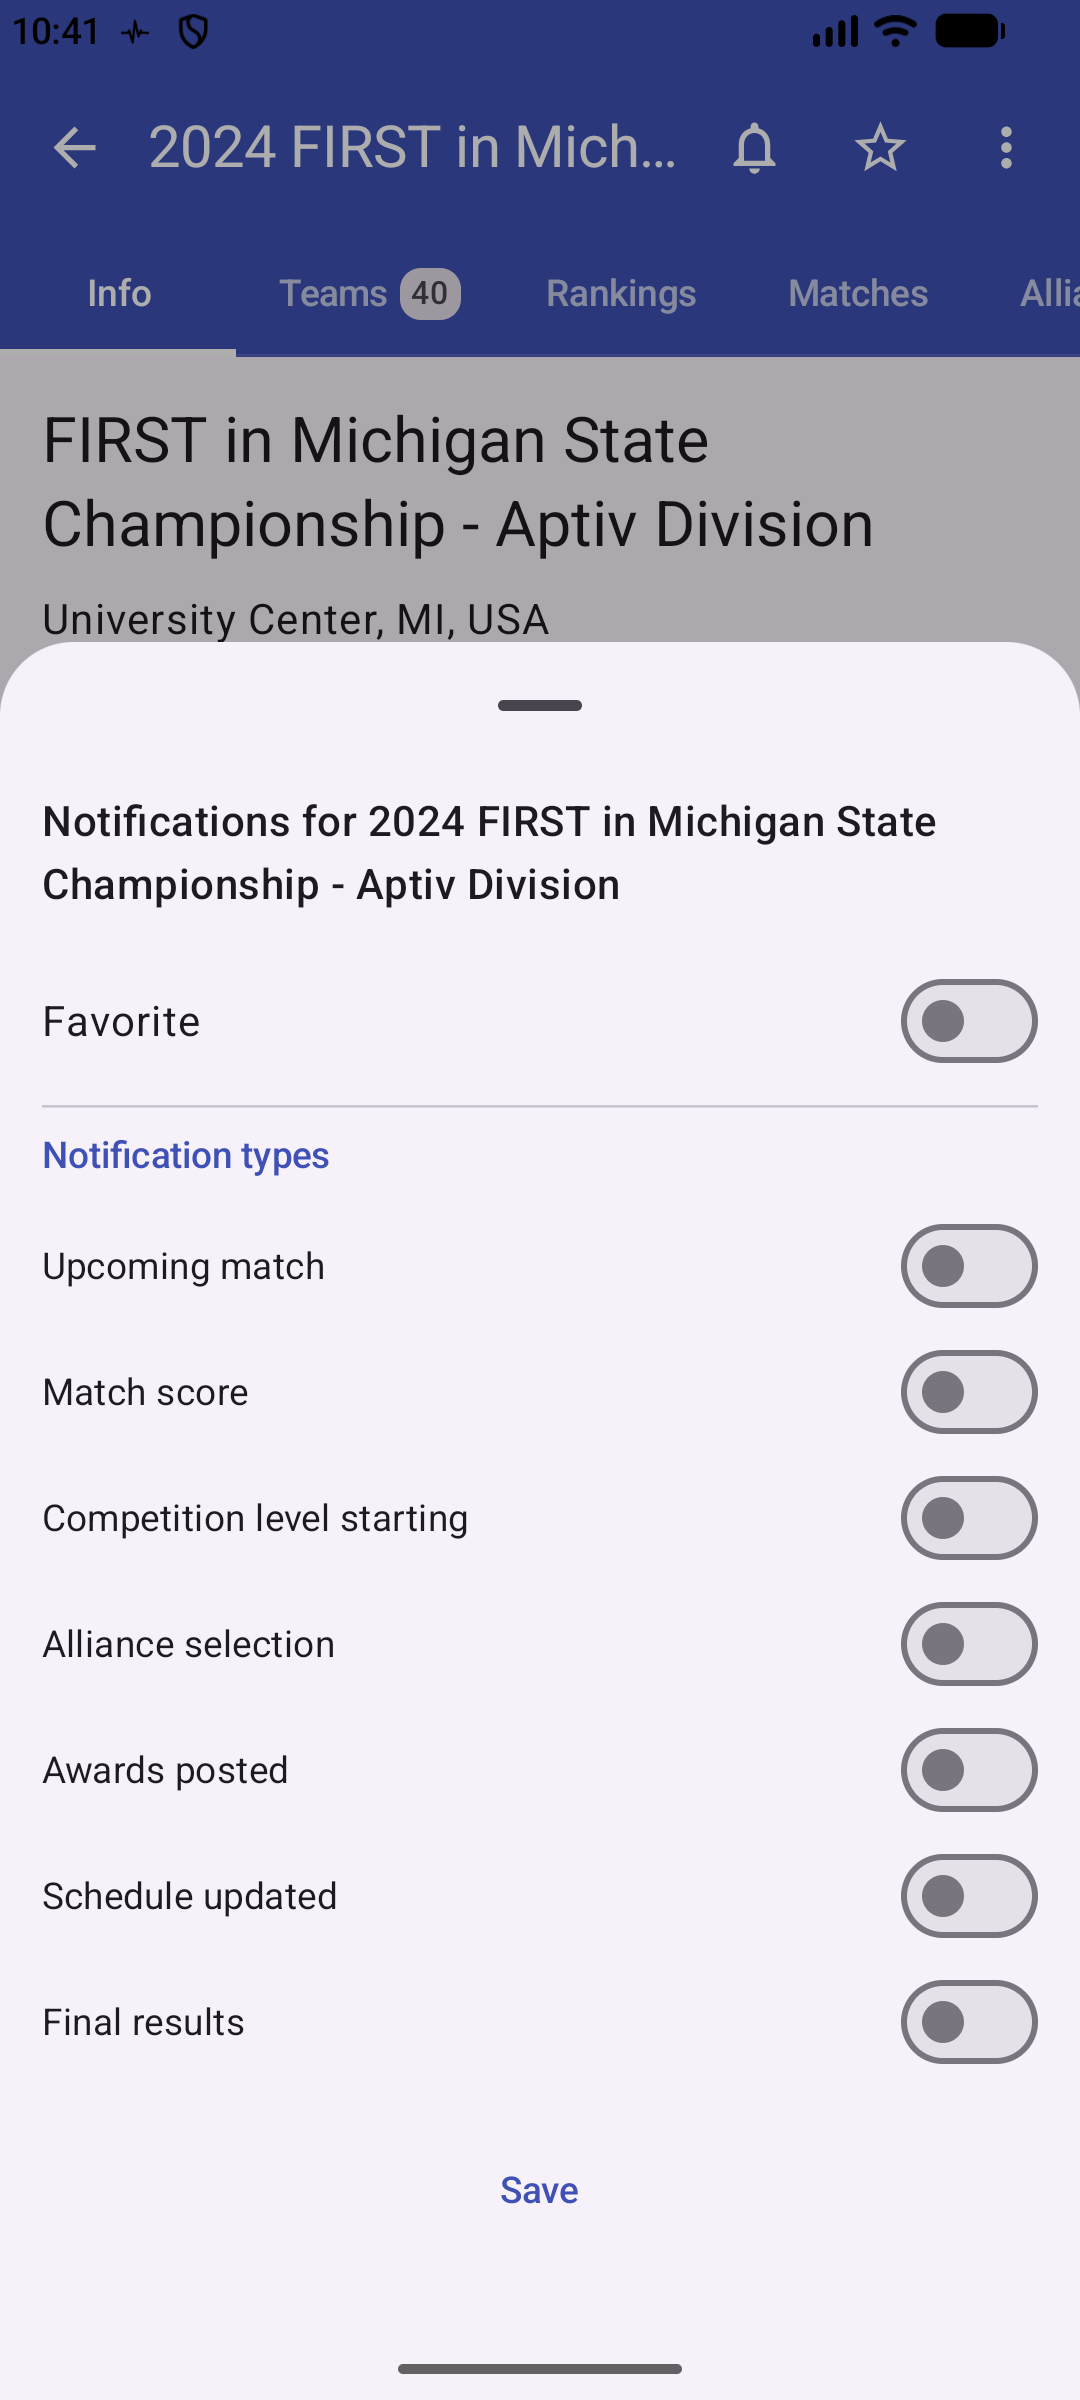 10:41
2024 FIRST in Mich...
Info
Teams 40
Rankings
Matches
Allia
FIRST in Michigan State
Championship - Aptiv Division
University Center, MI, USA
Notifications for 2024 FIRST in Michigan State
Championship - Aptiv Division
Favorite
Notification types
Upcoming match
Match score
Competition level starting
Alliance selection
Awards posted
Schedule updated
Final results
Save